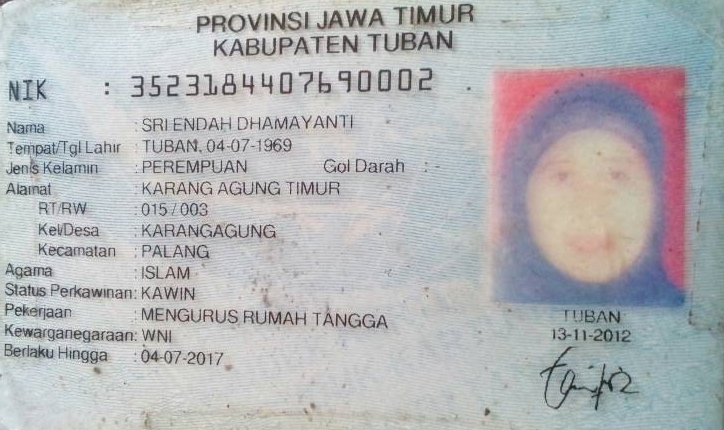 PROVINSI JAWA TIMUR
KABUPATEN TUBAN
NIK : 3523184407690002
Nama : SRI ENDAH DHAMAYANTI
Tempat/Tgl Lahir : TUBAN, 04-07-1969
Jenis Kelamin : PEREMPUAN Gol Darah : -
Alamat : KARANG AGUNG TIMUR
RT/RW : 015 / 003
Kel/Desa : KARANGAGUNG
Kecamatan : PALANG
Agama : ISLAM
Status Perkawinan: KAWIN
Pekerjaan : MENGURUS RUMAH TANGGA
Kewarganegaraan: WNI
Berlaku Hingga : 04-07-2017
TUBAN
13-11-2012